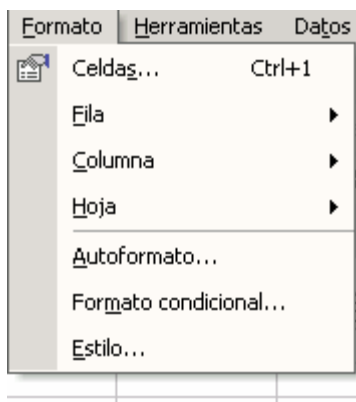 Formato Herramientas Datos
Celdas... Ctrl+1
Fila
Columna
Hoja
Autoformato...
Formato condicional...
Estilo...